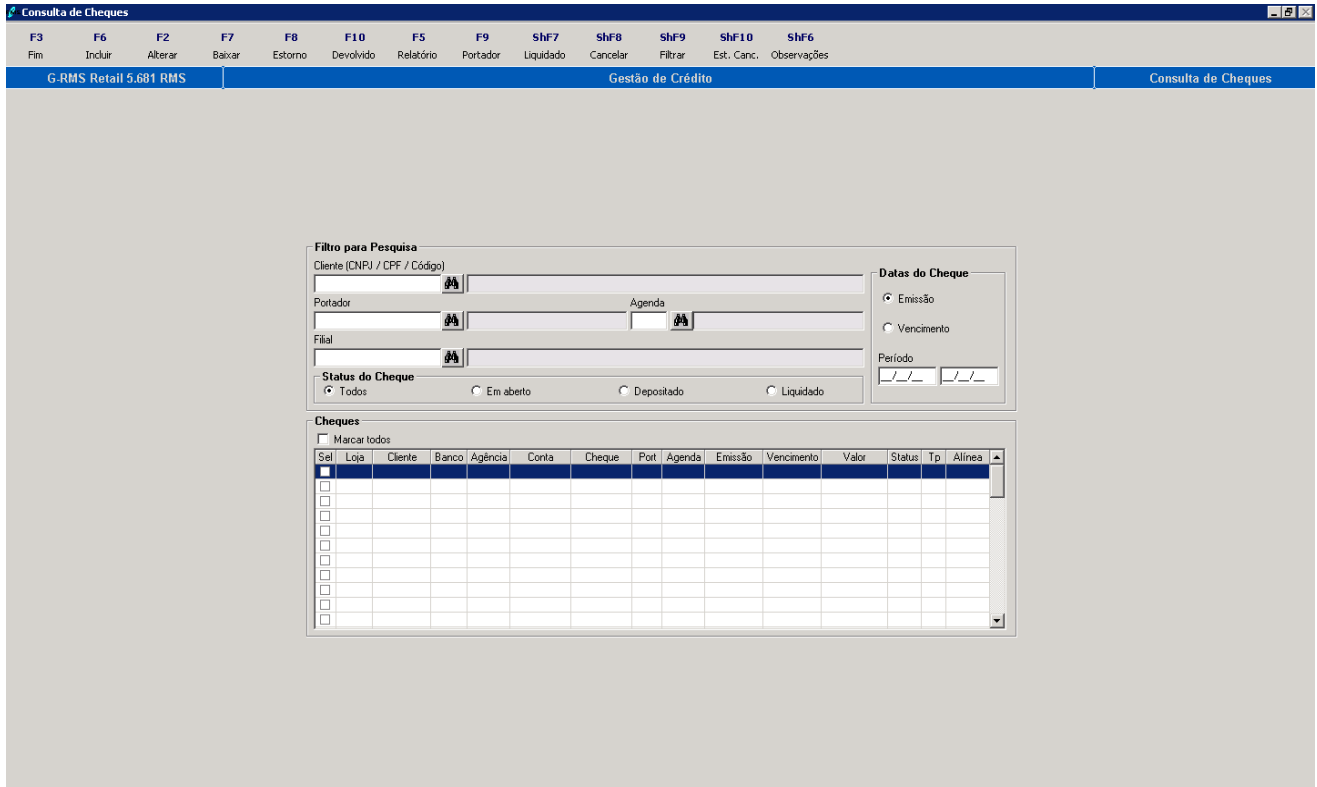 Consulta de Cheques
F3 F6 F2 F7 F8 F10 F5 F9 ShF7 ShF8 ShF9 ShF10 ShF6
Fim Incluir Alterar Baixar Estorno Devolvido Relatório Portador Liquidado Cancelar Filtrar Est. Canc. Observações
G-RMS Retail 5.681 RMS Gestão de Crédito Consulta de Cheques
Filtro para Pesquisa
Cliente (CNPJ / CPF / Código)
Datas do Cheque
Emissão
Portador Agenda
Vencimento
Filial
Período
__/__/__ __/__/__
Status do Cheque
Todos Em aberto Depositado Liquidado
Cheques
Marcar todos
Sel Loja Cliente Banco Agência Conta Cheque Port Agenda Emissão Vencimento Valor Status Tp Alínea